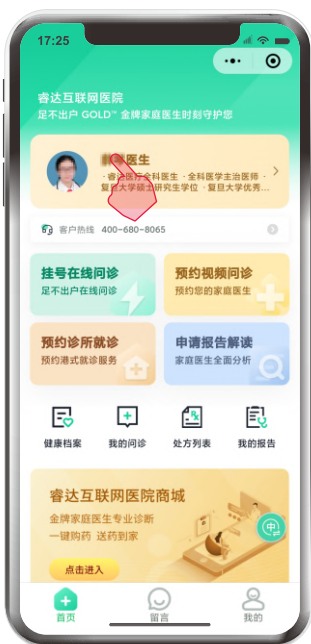 17:25
睿达互联网医院
足不出户 GOLD™ 金牌家庭医生时刻守护您
医生
·睿达医疗全科医生 ·全科医学主治医师 ·
复旦大学硕士研究生学位 ·复旦大学优秀...
客户热线 400-680-8065
挂号在线问诊
足不出户在线问诊
预约视频问诊
预约您的家庭医生
预约诊所就诊
预约港式就诊服务
申请报告解读
家庭医生全面分析
健康档案 我的问诊 处方列表 我的报告
睿达互联网医院商城
金牌家庭医生专业诊断
一键购药 送药到家
中
点击进入
首页 留言 我的